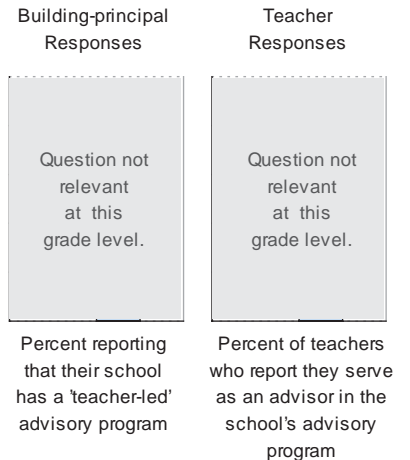 Building-principal
Responses
Teacher
Responses
Question not
relevant
at this
grade level.
Question not
relevant
at this
grade level.
Percent reporting
that their school
has a 'teacher-led’
advisory program
Percent of teachers
who report they serve
as an advisor in the
school's advisory
program